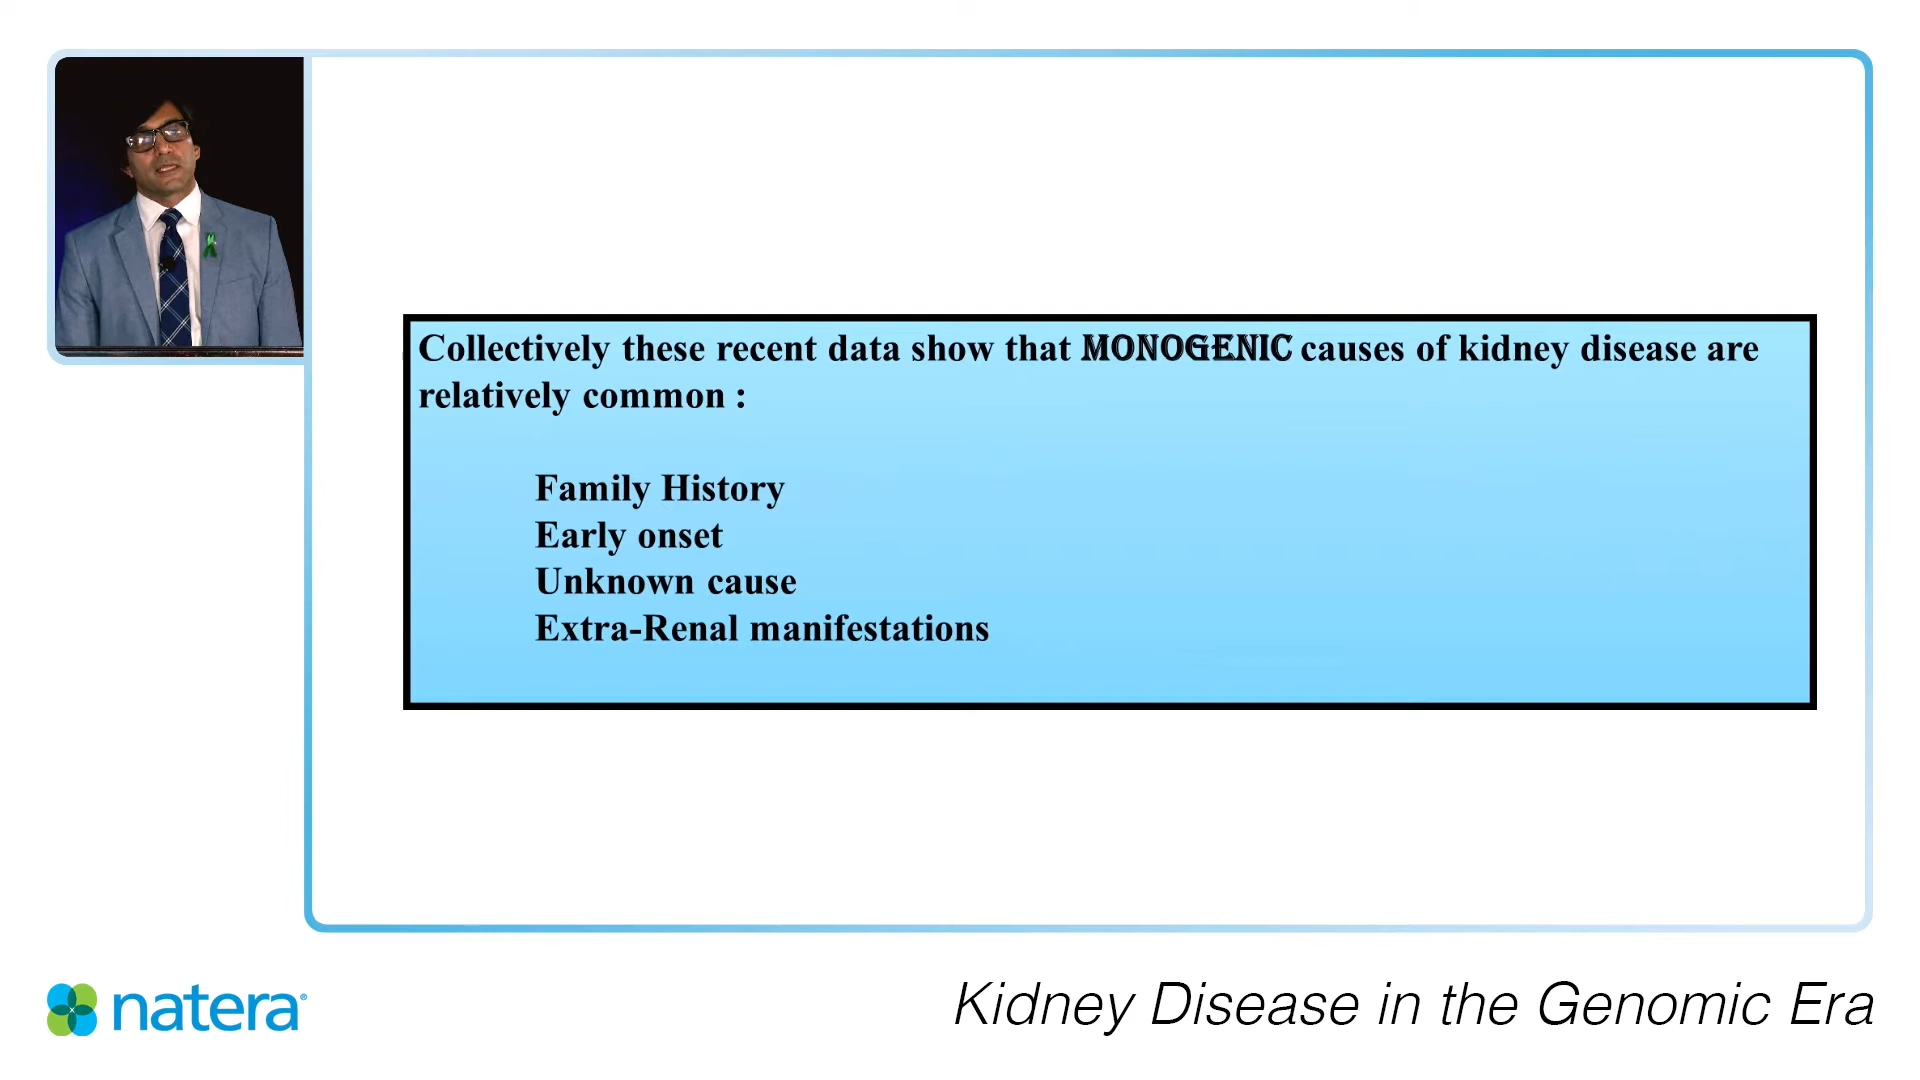 Collectively these recent data show that MONOGENIC causes of kidney disease are
relatively common :
Family History
Early onset
Unknown cause
Extra-Renal manifestations
natera®
Kidney Disease in the Genomic Era